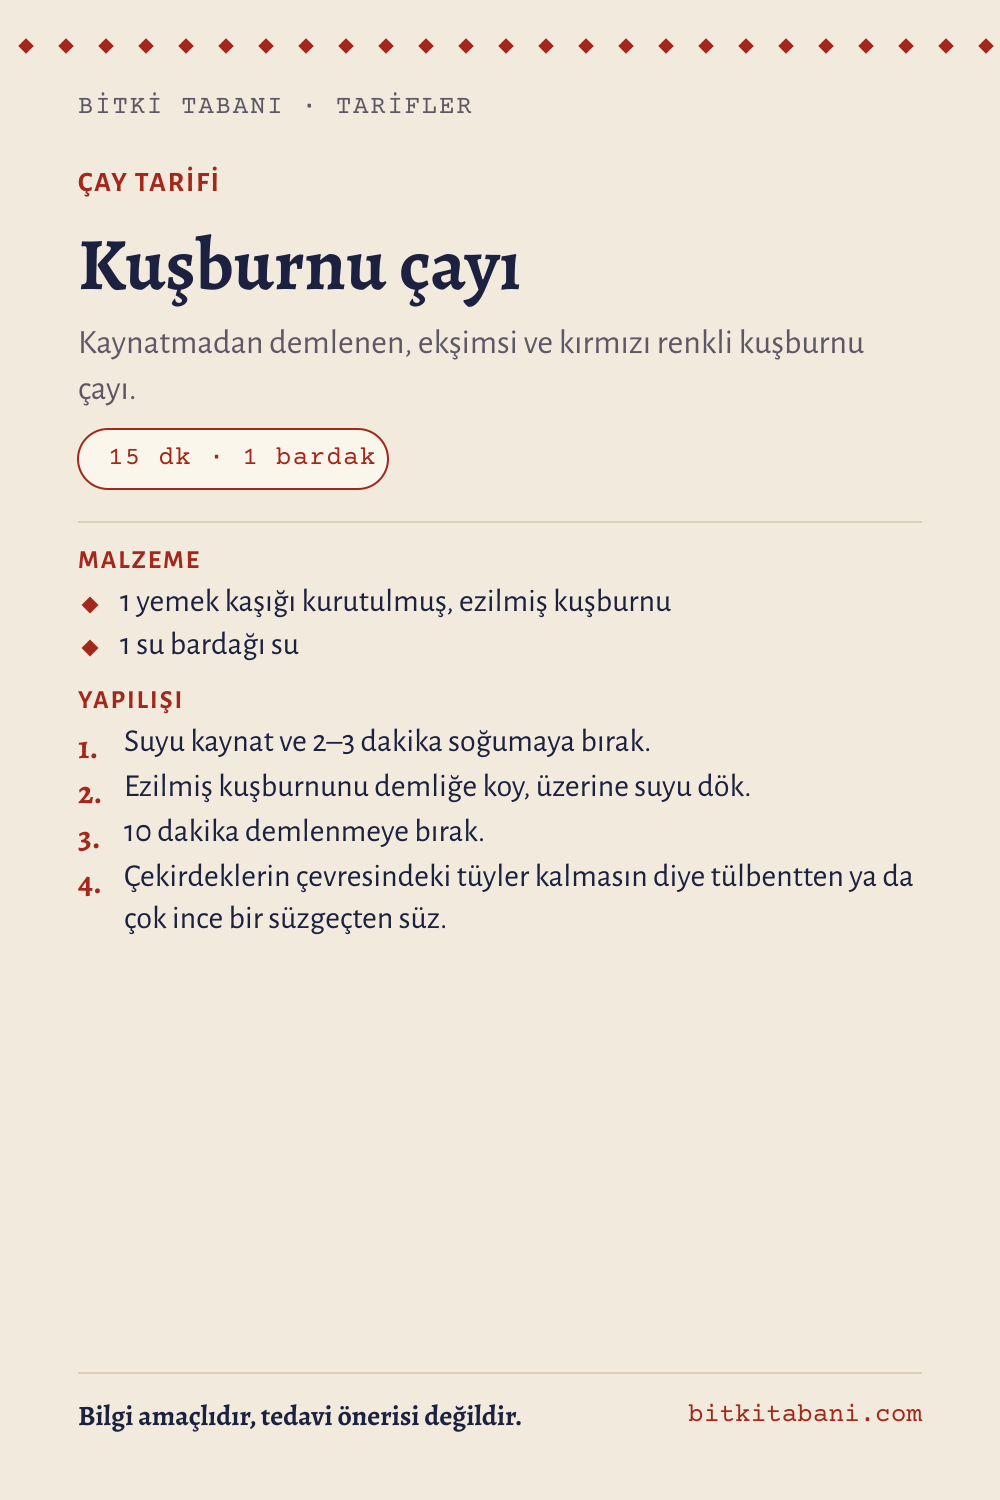 BİTKİ TABANI · TARİFLER
ÇAY TARİFİ
Kuşburnu çayı
Kaynatmadan demlenen, ekşimsi ve kırmızı renkli kuşburnu
çayı.
15 dk · 1 bardak
MALZEME
◆ 1 yemek kaşığı kurutulmuş, ezilmiş kuşburnu
◆ 1 su bardağı su
YAPILIŞI
1. Suyu kaynat ve 2–3 dakika soğumaya bırak.
2. Ezilmiş kuşburnunu demliğe koy, üzerine suyu dök.
3. 10 dakika demlenmeye bırak.
4. Çekirdeklerin çevresindeki tüyler kalmasın diye tülbentten ya da
çok ince bir süzgeçten süz.
Bilgi amaçlıdır, tedavi önerisi değildir.
bitkitabani.com